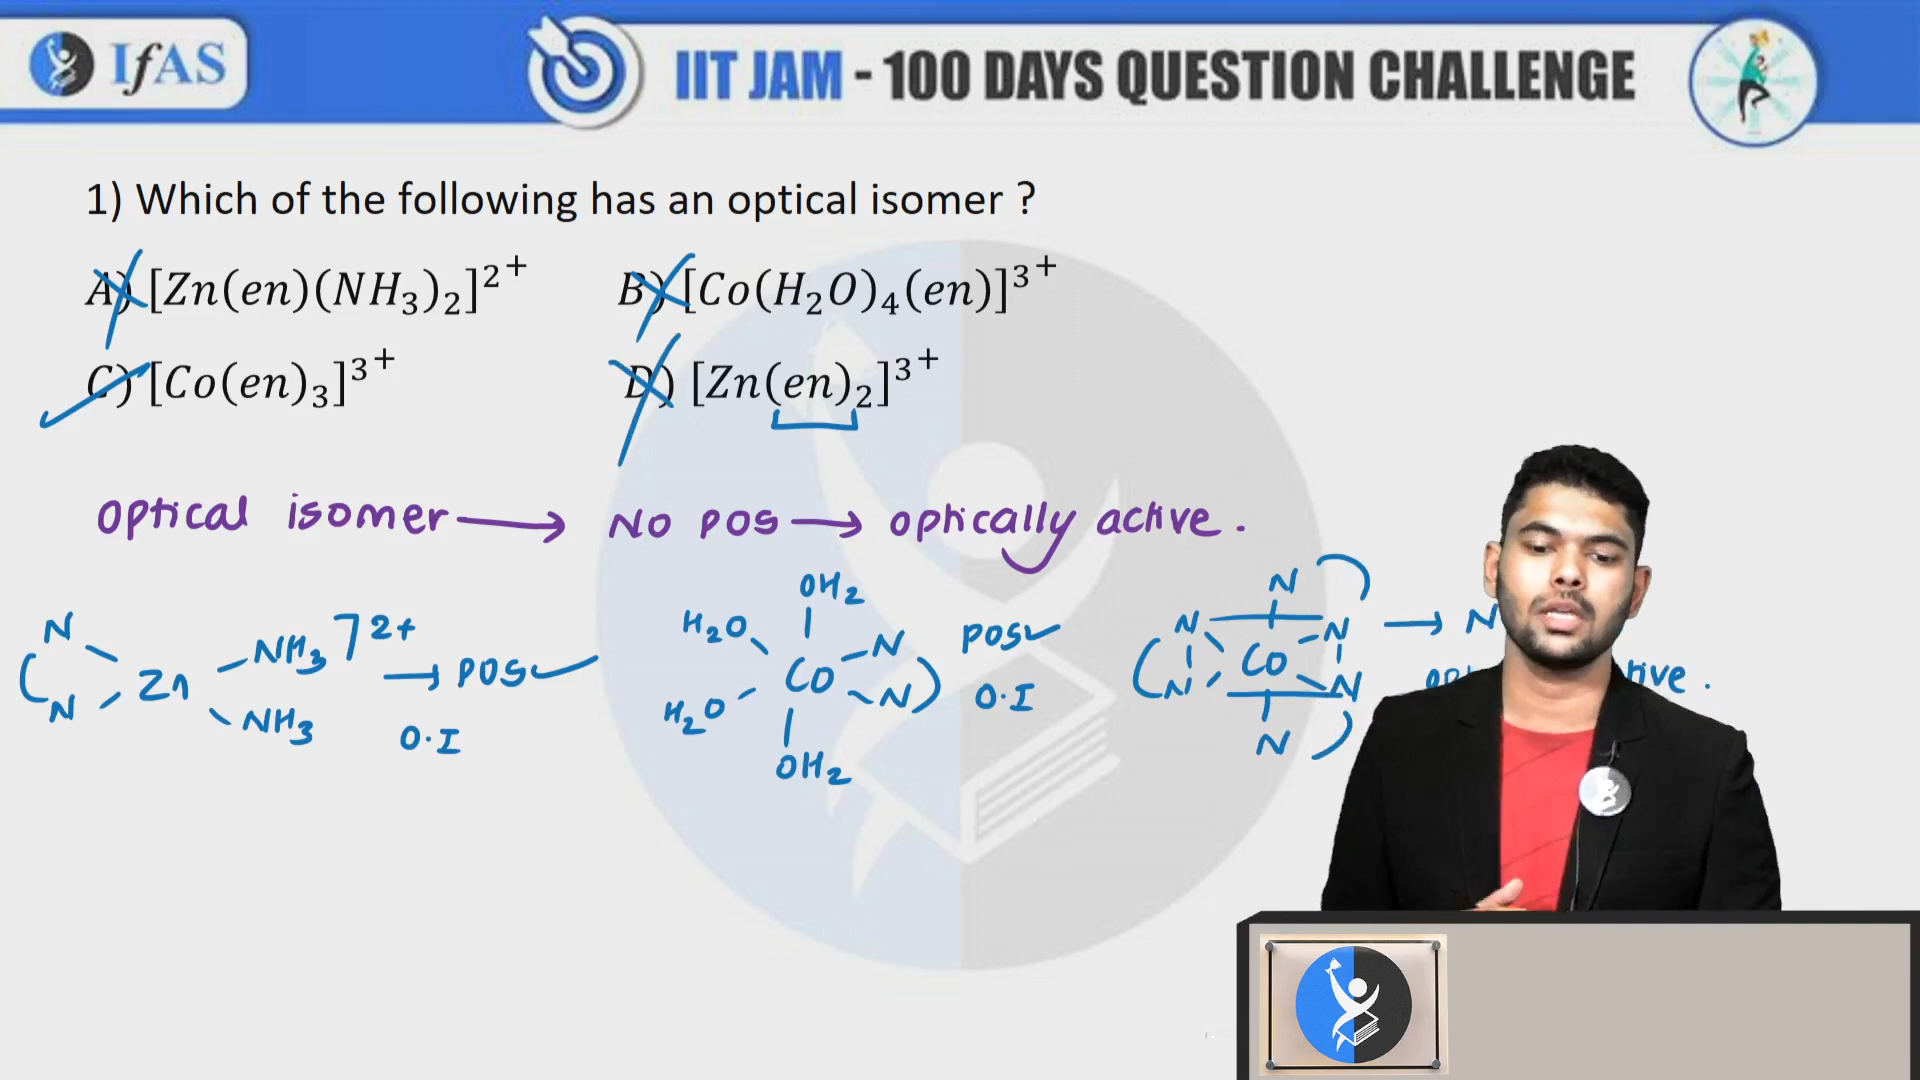 IfAS
IIT JAM - 100 DAYS QUESTION CHALLENGE
1) Which of the following has an optical isomer ?
A) [Zn(en)(NH₃)₂]²⁺ B) [Co(H₂O)₄(en)]³⁺
C) [Co(en)₃]³⁺ D) [Zn(en)₂]³⁺
optical isomer → NO POS → optically active.
N
N
Zn
NH₃
NH₃
]2+
→ POS ✓
O.I
OH₂
H₂O
N
CO
H₂O
N
OH₂
POS✓
O.I
N
N
N
CO
N
N
N
→ N